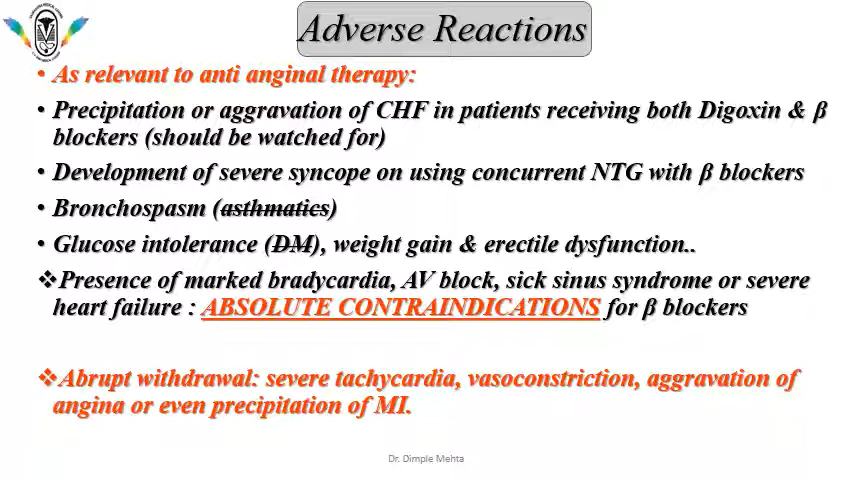 Adverse Reactions
• As relevant to anti anginal therapy:
• Precipitation or aggravation of CHF in patients receiving both Digoxin & β
blockers (should be watched for)
• Development of severe syncope on using concurrent NTG with β blockers
• Bronchospasm (asthmatics)
• Glucose intolerance (DM), weight gain & erectile dysfunction..
❖Presence of marked bradycardia, AV block, sick sinus syndrome or severe
heart failure : ABSOLUTE CONTRAINDICATIONS for β blockers
❖Abrupt withdrawal: severe tachycardia, vasoconstriction, aggravation of
angina or even precipitation of MI.
Dr. Dimple Mehta